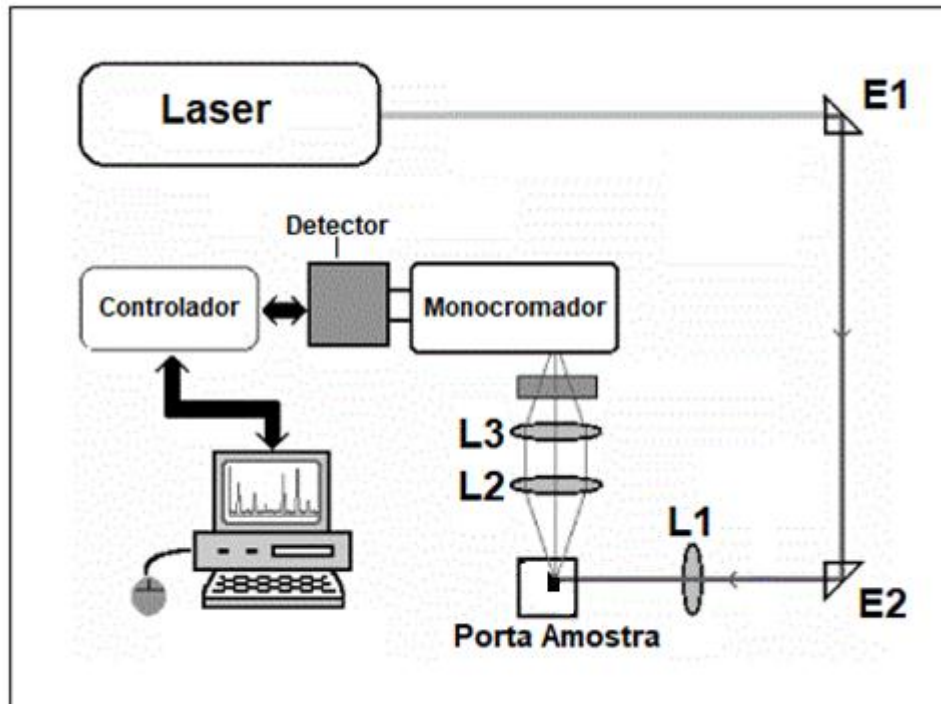 Laser
E1
Detector
Controlador
Monocromador
L3
L2
L1
E2
Porta Amostra